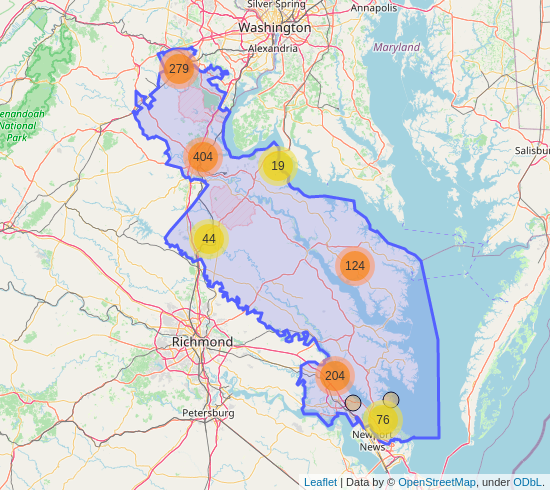 Silver Spring
Annapolis
Washington
Alexandria
Maryland
279
enandoah
National
Park
404
19
Salisbu
44
124
Richmond
204
Petersburg
76
Newport
News
Leaflet | Data by © OpenStreetMap, under ODbL.